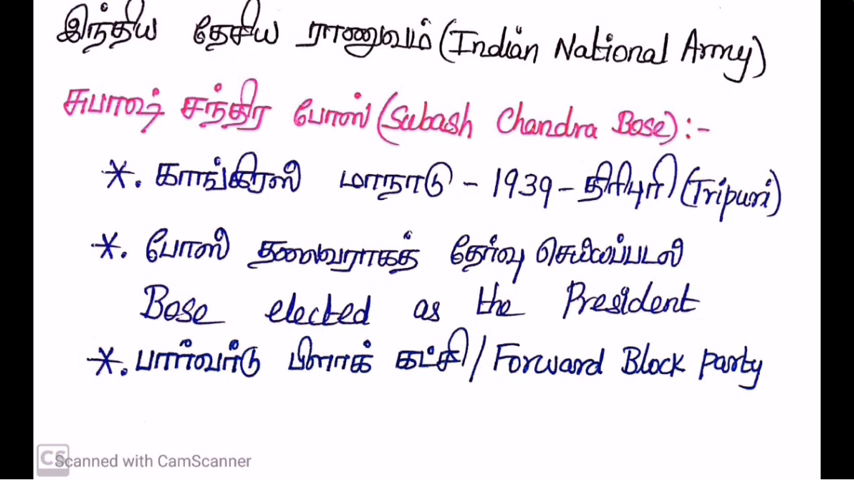 இந்திய தேசிய ராணுவம் (Indian National Army)
சுபாஷ் சந்திர போஸ் (Subash Chandra Bose) :-
*. காங்கிரஸ் மாநாடு - 1939 - திரிபுரி (Tripuri)
*. போஸ் தலைவராகத் தேர்வு செய்யப்படல்
Bose elected as the President
*. பார்வர்டு பிளாக் கட்சி / Forward Block party
CS Scanned with CamScanner